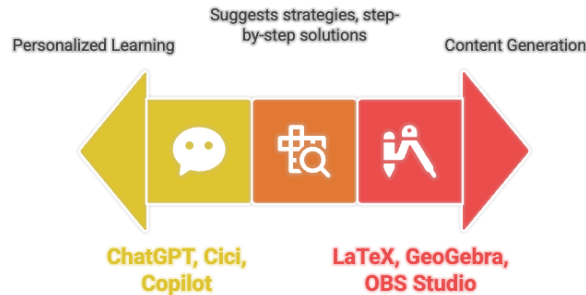 Suggests strategies, step-
by-step solutions
Personalized Learning
Content Generation
ChatGPT, Cici,
Copilot
LaTeX, GeoGebra,
OBS Studio